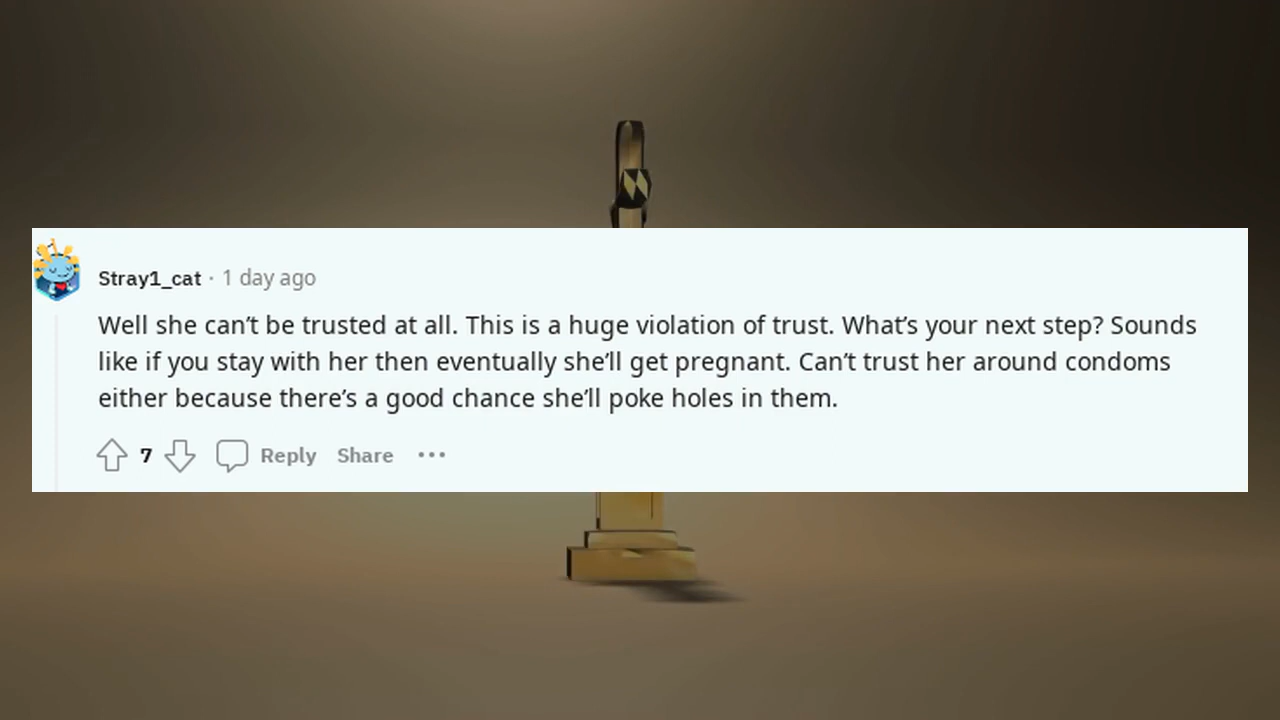 Stray1_cat · 1 day ago
Well she can’t be trusted at all. This is a huge violation of trust. What’s your next step? Sounds
like if you stay with her then eventually she’ll get pregnant. Can’t trust her around condoms
either because there’s a good chance she’ll poke holes in them.
7 Reply Share •••